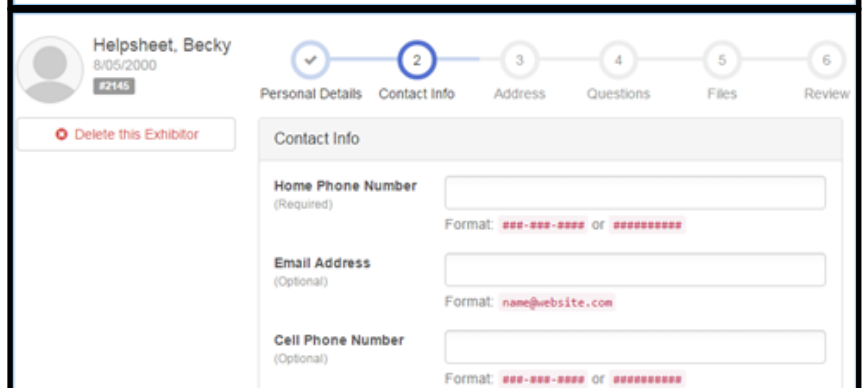 Helpsheet, Becky
8/05/2000
#2145
Delete this Exhibitor
2 3 4 5 6
Personal Details Contact Info Address Questions Files Review
Contact Info
Home Phone Number
(Required)
Format: ###-###-#### or ##########
Email Address
(Optional)
Format: name@website.com
Cell Phone Number
(Optional)
Format: ###-###-#### or ##########